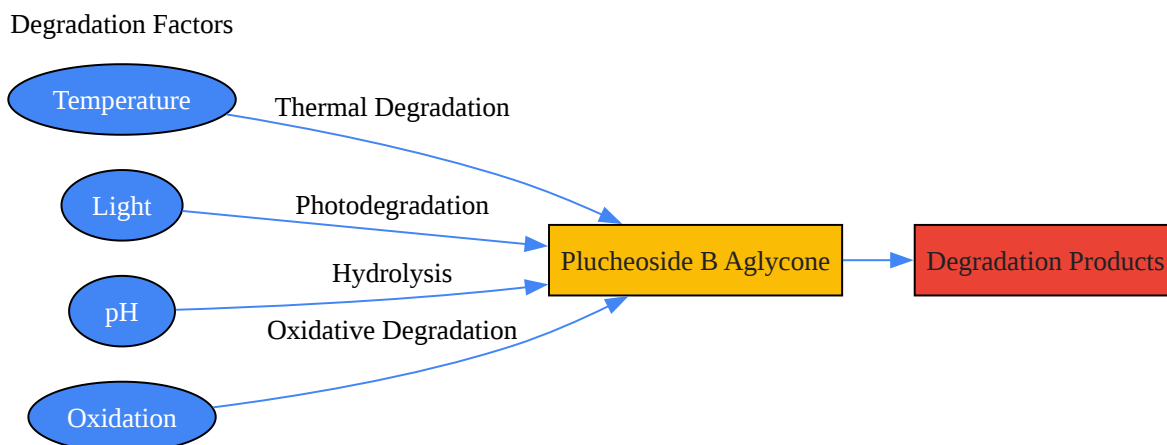 Degradation Factors
Temperature
Thermal Degradation
Light
Photodegradation
Plucheoside B Aglycone
Degradation Products
Hydrolysis
pH
Oxidative Degradation
Oxidation